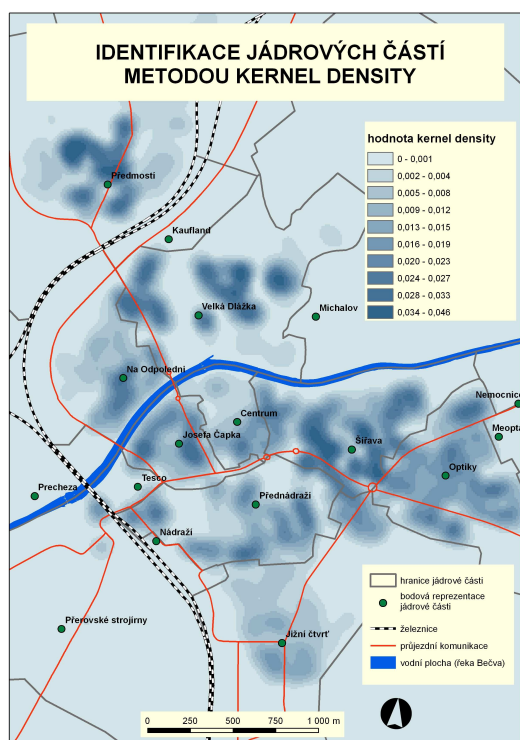 IDENTIFIKACE JÁDROVÝCH ČÁSTÍ
METODOU KERNEL DENSITY
hodnota kernel density
0 - 0,001
0,002 - 0,004
0,005 - 0,008
0,009 - 0,012
0,013 - 0,015
0,016 - 0,019
0,020 - 0,023
0,024 - 0,027
0,028 - 0,033
0,034 - 0,046
Předmostí
Kaufland
Velká Dlážka
Michalov
Na Odpolední
Nemocnice
Centrum
Meopta
Josefa Čapka
Šířava
Optiky
Tesco
Precheza
Přednádraží
Nádraží
Přerovské strojírny
Jižní čtvrť
hranice jádrové části
bodová reprezentace
jádrové části
železnice
průjezdní komunikace
vodní plocha (řeka Bečva)
0 250 500 750 1 000 m